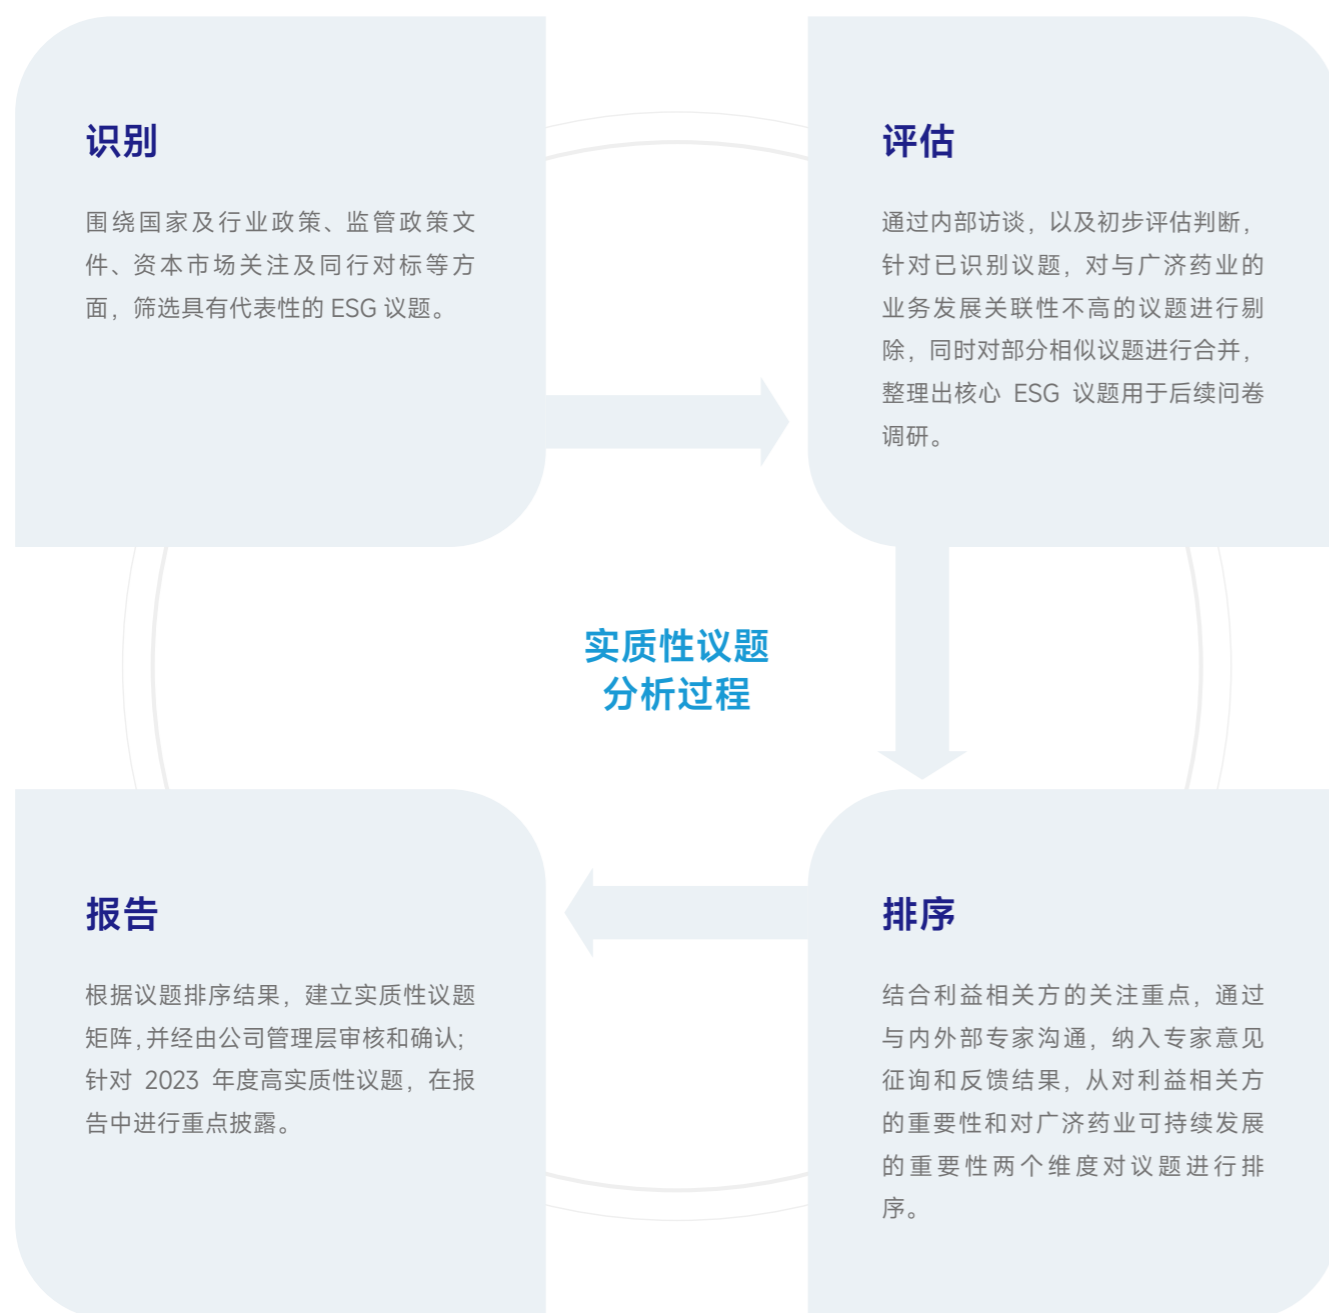 识别
围绕国家及行业政策、监管政策文
件、资本市场关注及同行对标等方
面，筛选具有代表性的 ESG 议题。
评估
通过内部访谈，以及初步评估判断，
针对已识别议题，对与广济药业的
业务发展关联性不高的议题进行剔
除，同时对部分相似议题进行合并，
整理出核心 ESG 议题用于后续问卷
调研。
实质性议题
分析过程
报告
根据议题排序结果，建立实质性议题
矩阵，并经由公司管理层审核和确认；
针对 2023 年度高实质性议题，在报
告中进行重点披露。
排序
结合利益相关方的关注重点，通过
与内外部专家沟通，纳入专家意见
征询和反馈结果，从对利益相关方
的重要性和对广济药业可持续发展
的重要性两个维度对议题进行排
序。